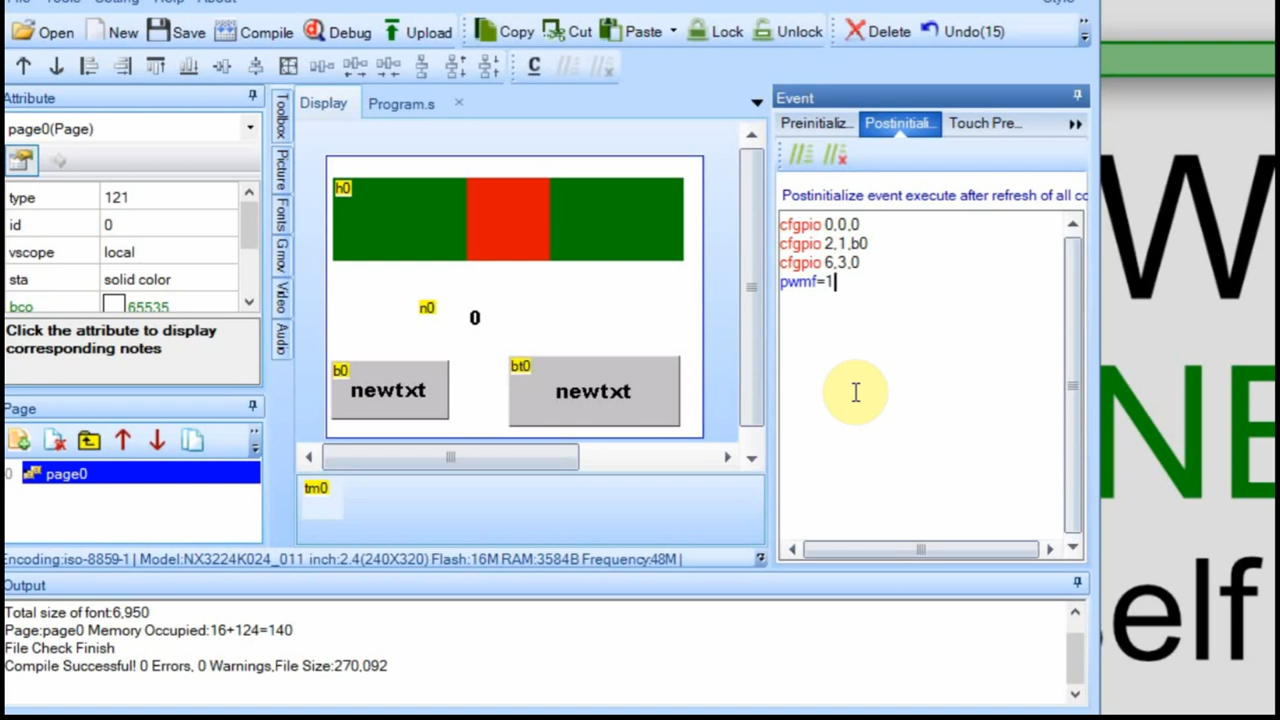 Open New Save Compile Debug Upload Copy Cut Paste Lock Unlock Delete Undo(15)
Attribute
page0(Page)
type 121
id 0
vscope local
sta solid color
bco 65535
Click the attribute to display
corresponding notes
Page
0 page0
Toolbox
Picture
Fonts
Gmov
Video
Audio
Display Program.s
h0
n0 0
b0 newtxt
bt0 newtxt
tm0
Event
Preinitializ... Postinitiali... Touch Pre...
Postinitialize event execute after refresh of all co
cfgpio 0,0,0
cfgpio 2,1,b0
cfgpio 6,3,0
pwmf=1
Encoding:iso-8859-1 | Model:NX3224K024_011 inch:2.4(240X320) Flash:16M RAM:3584B Frequency:48M |
Output
Total size of font:6,950
Page:page0 Memory Occupied:16+124=140
File Check Finish
Compile Successful! 0 Errors, 0 Warnings,File Size:270,092
W
NE
self